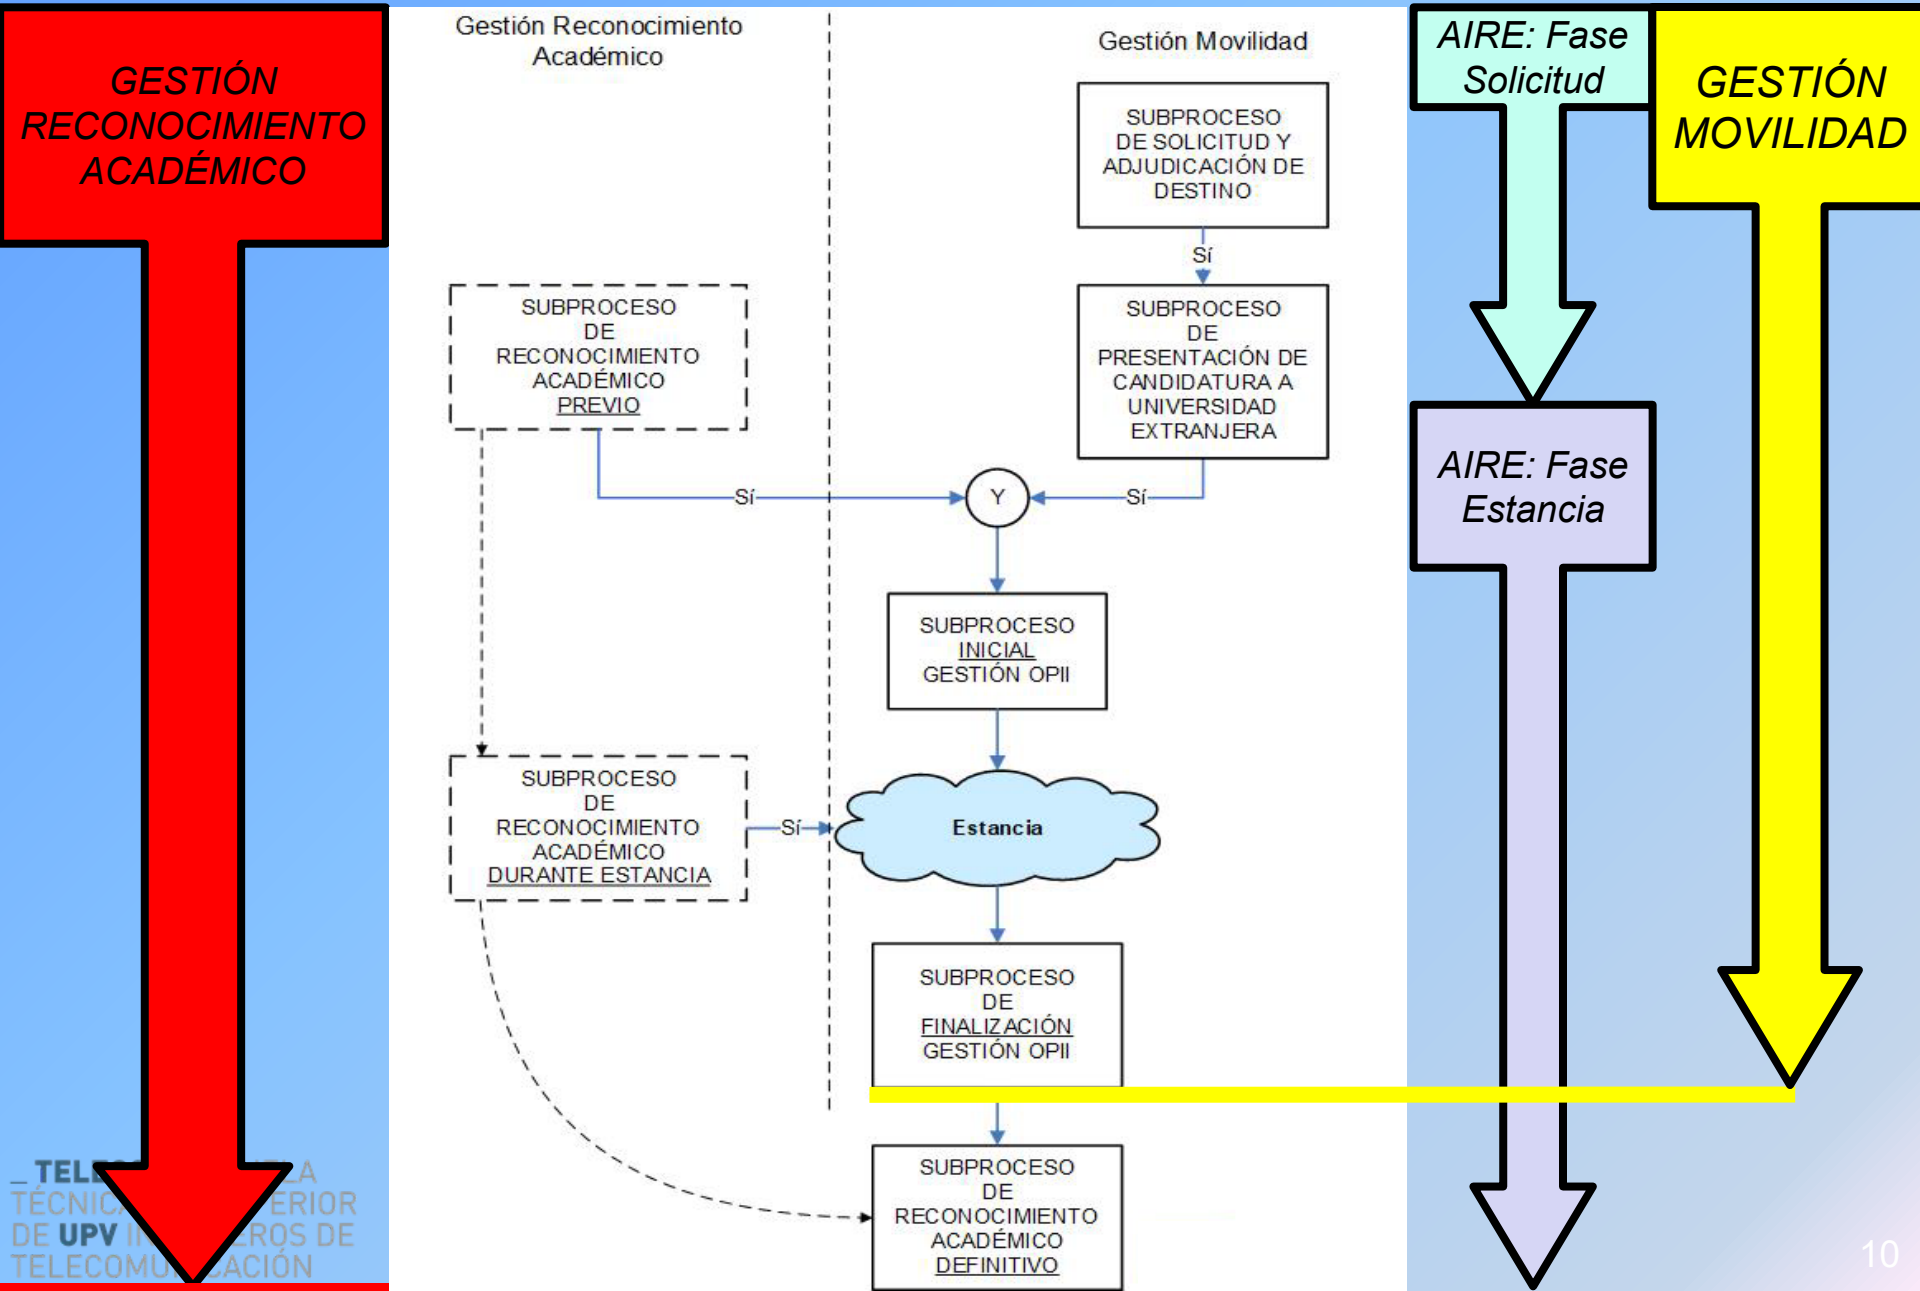 GESTIÓN
RECONOCIMIENTO
ACADÉMICO
Gestión Reconocimiento
Académico
Gestión Movilidad
AIRE: Fase
Solicitud
GESTIÓN
MOVILIDAD
SUBPROCESO
DE SOLICITUD Y
ADJUDICACIÓN DE
DESTINO
Sí
SUBPROCESO
DE
RECONOCIMIENTO
ACADÉMICO
PREVIO
SUBPROCESO
DE
PRESENTACIÓN DE
CANDIDATURA A
UNIVERSIDAD
EXTRANJERA
AIRE: Fase
Estancia
Sí
Y
Sí
SUBPROCESO
INICIAL
GESTIÓN OPII
SUBPROCESO
DE
RECONOCIMIENTO
ACADÉMICO
DURANTE ESTANCIA
Sí
Estancia
SUBPROCESO
DE
FINALIZACIÓN
GESTIÓN OPII
SUBPROCESO
DE
RECONOCIMIENTO
ACADÉMICO
DEFINITIVO
DE UPV
DE
10